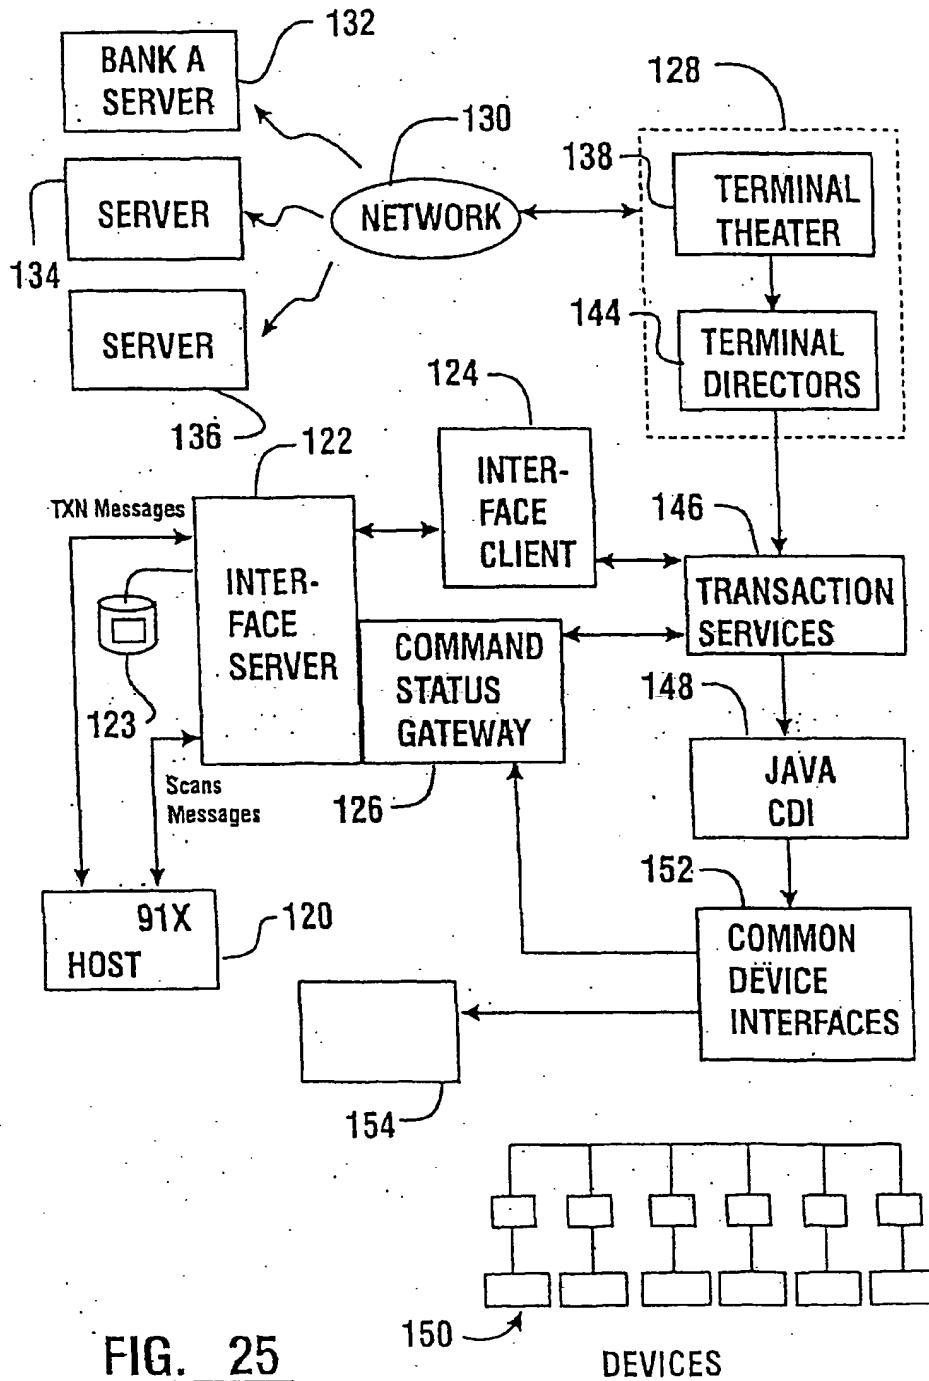 132
BANK A
SERVER
128
130
138
TERMINAL
THEATER
NETWORK
SERVER
134
144
TERMINAL
DIRECTORS
SERVER
124
136
122
INTER-
FACE
CLIENT
TXN Messages
146
INTER-
FACE
SERVER
TRANSACTION
SERVICES
COMMAND
STATUS
GATEWAY
148
123
JAVA
CDI
Scans
Messages
126
152
91X
HOST
120
COMMON
DEVICE
INTERFACES
154
150
FIG. 25
DEVICES